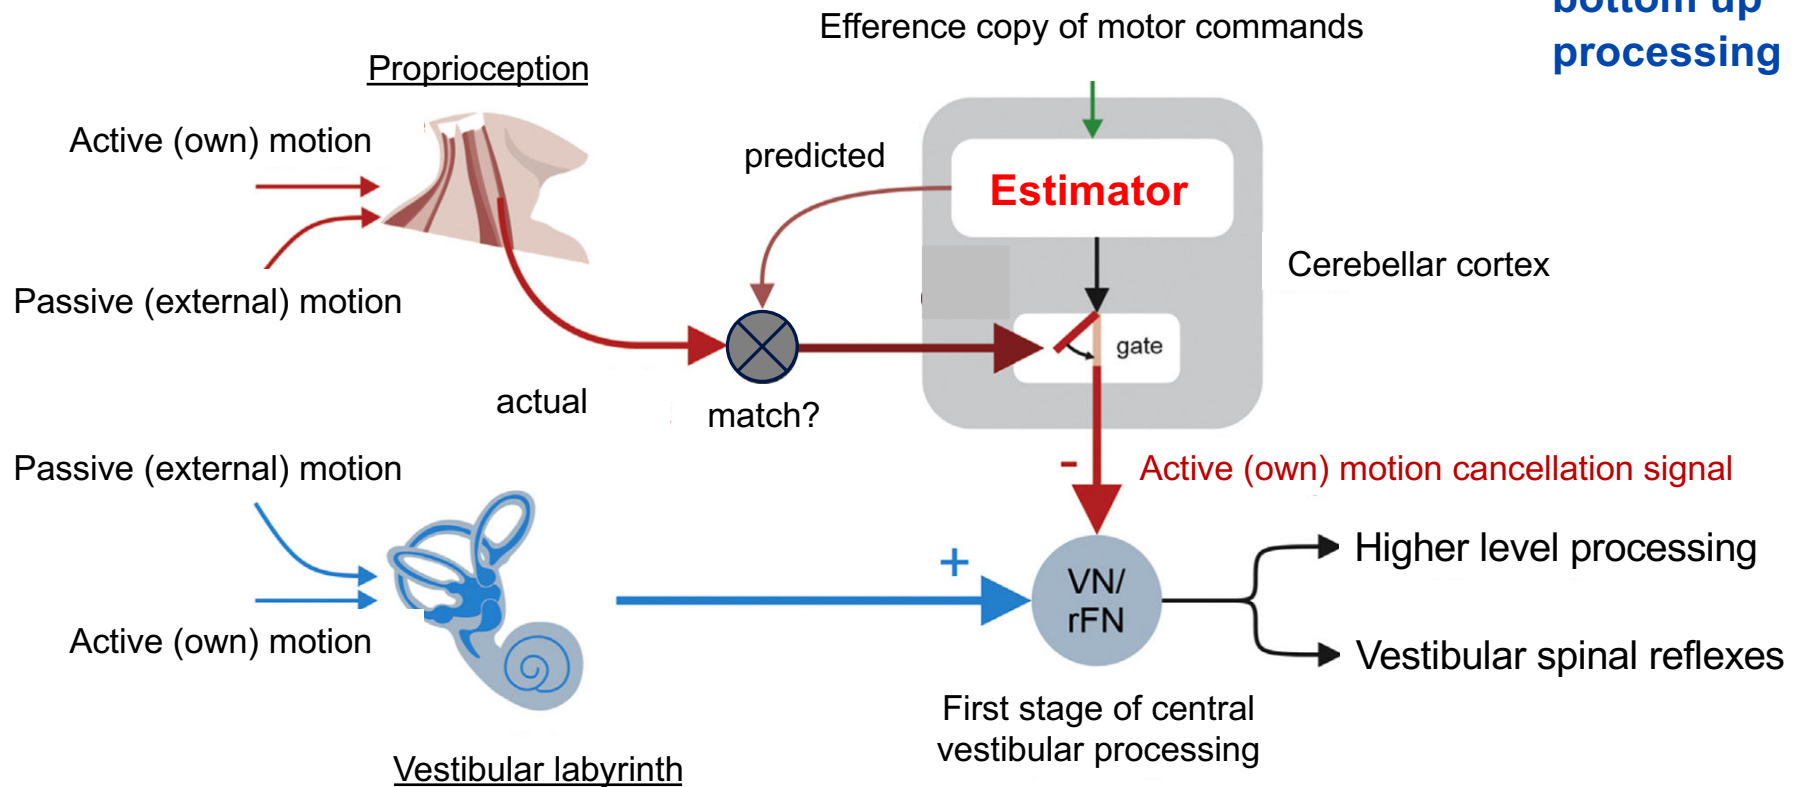 Efference copy of motor commands
bottom up
processing
Proprioception
Active (own) motion
predicted
Estimator
Cerebellar cortex
Passive (external) motion
gate
actual
match?
Passive (external) motion
- Active (own) motion cancellation signal
+
VN/
rFN
Higher level processing
Active (own) motion
Vestibular spinal reflexes
First stage of central
vestibular processing
Vestibular labyrinth